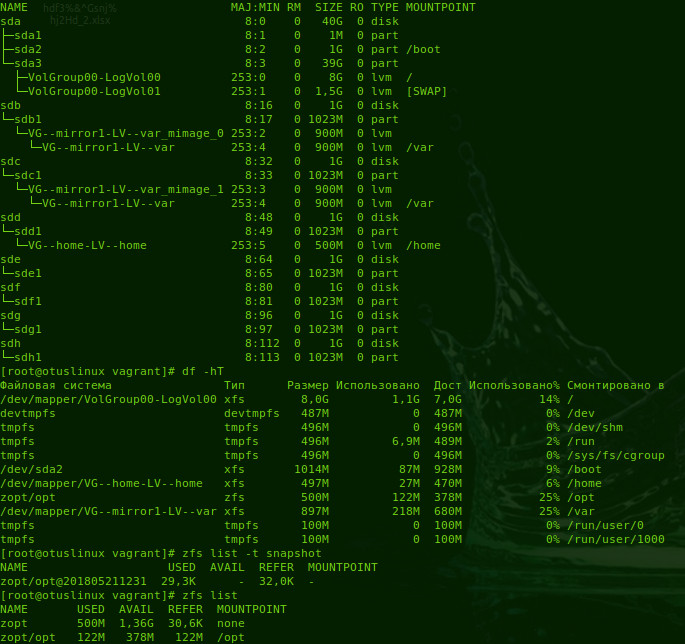 NAME                             MAJ:MIN RM  SIZE RO TYPE MOUNTPOINT
hdf3%&^Gsnj%
sda                                8:0    0   40G  0 disk
hj2Hd_2.xlsx
├─sda1                             8:1    0    1M  0 part
├─sda2                             8:2    0    1G  0 part /boot
└─sda3                             8:3    0   39G  0 part
  ├─VolGroup00-LogVol00          253:0    0    8G  0 lvm  /
  └─VolGroup00-LogVol01          253:1    0  1,5G  0 lvm  [SWAP]
sdb                                8:16   0    1G  0 disk
└─sdb1                             8:17   0 1023M  0 part
  └─VG--mirror1-LV--var_mimage_0 253:2    0  900M  0 lvm
    └─VG--mirror1-LV--var        253:4    0  900M  0 lvm  /var
sdc                                8:32   0    1G  0 disk
└─sdc1                             8:33   0 1023M  0 part
  └─VG--mirror1-LV--var_mimage_1 253:3    0  900M  0 lvm
    └─VG--mirror1-LV--var        253:4    0  900M  0 lvm  /var
sdd                                8:48   0    1G  0 disk
└─sdd1                             8:49   0 1023M  0 part
  └─VG--home-LV--home            253:5    0  500M  0 lvm  /home
sde                                8:64   0    1G  0 disk
└─sde1                             8:65   0 1023M  0 part
sdf                                8:80   0    1G  0 disk
└─sdf1                             8:81   0 1023M  0 part
sdg                                8:96   0    1G  0 disk
└─sdg1                             8:97   0 1023M  0 part
sdh                                8:112  0    1G  0 disk
└─sdh1                             8:113  0 1023M  0 part
[root@otuslinux vagrant]# df -hT
Файловая система                Тип      Размер Использовано  Дост Использовано% Cмонтировано в
/dev/mapper/VolGroup00-LogVol00 xfs        8,0G         1,1G  7,0G           14% /
devtmpfs                        devtmpfs   487M            0  487M            0% /dev
tmpfs                           tmpfs      496M            0  496M            0% /dev/shm
tmpfs                           tmpfs      496M         6,9M  489M            2% /run
tmpfs                           tmpfs      496M            0  496M            0% /sys/fs/cgroup
/dev/sda2                       xfs       1014M          87M  928M            9% /boot
/dev/mapper/VG--home-LV--home   xfs        497M          27M  470M            6% /home
zopt/opt                        zfs        500M         122M  378M           25% /opt
/dev/mapper/VG--mirror1-LV--var xfs        897M         218M  680M           25% /var
tmpfs                           tmpfs      100M            0  100M            0% /run/user/0
tmpfs                           tmpfs      100M            0  100M            0% /run/user/1000
[root@otuslinux vagrant]# zfs list -t snapshot
NAME                    USED  AVAIL  REFER  MOUNTPOINT
zopt/opt@201805211231  29,3K      -  32,0K  -
[root@otuslinux vagrant]# zfs list
NAME       USED  AVAIL  REFER  MOUNTPOINT
zopt       500M  1,36G  30,6K  none
zopt/opt   122M   378M   122M  /opt